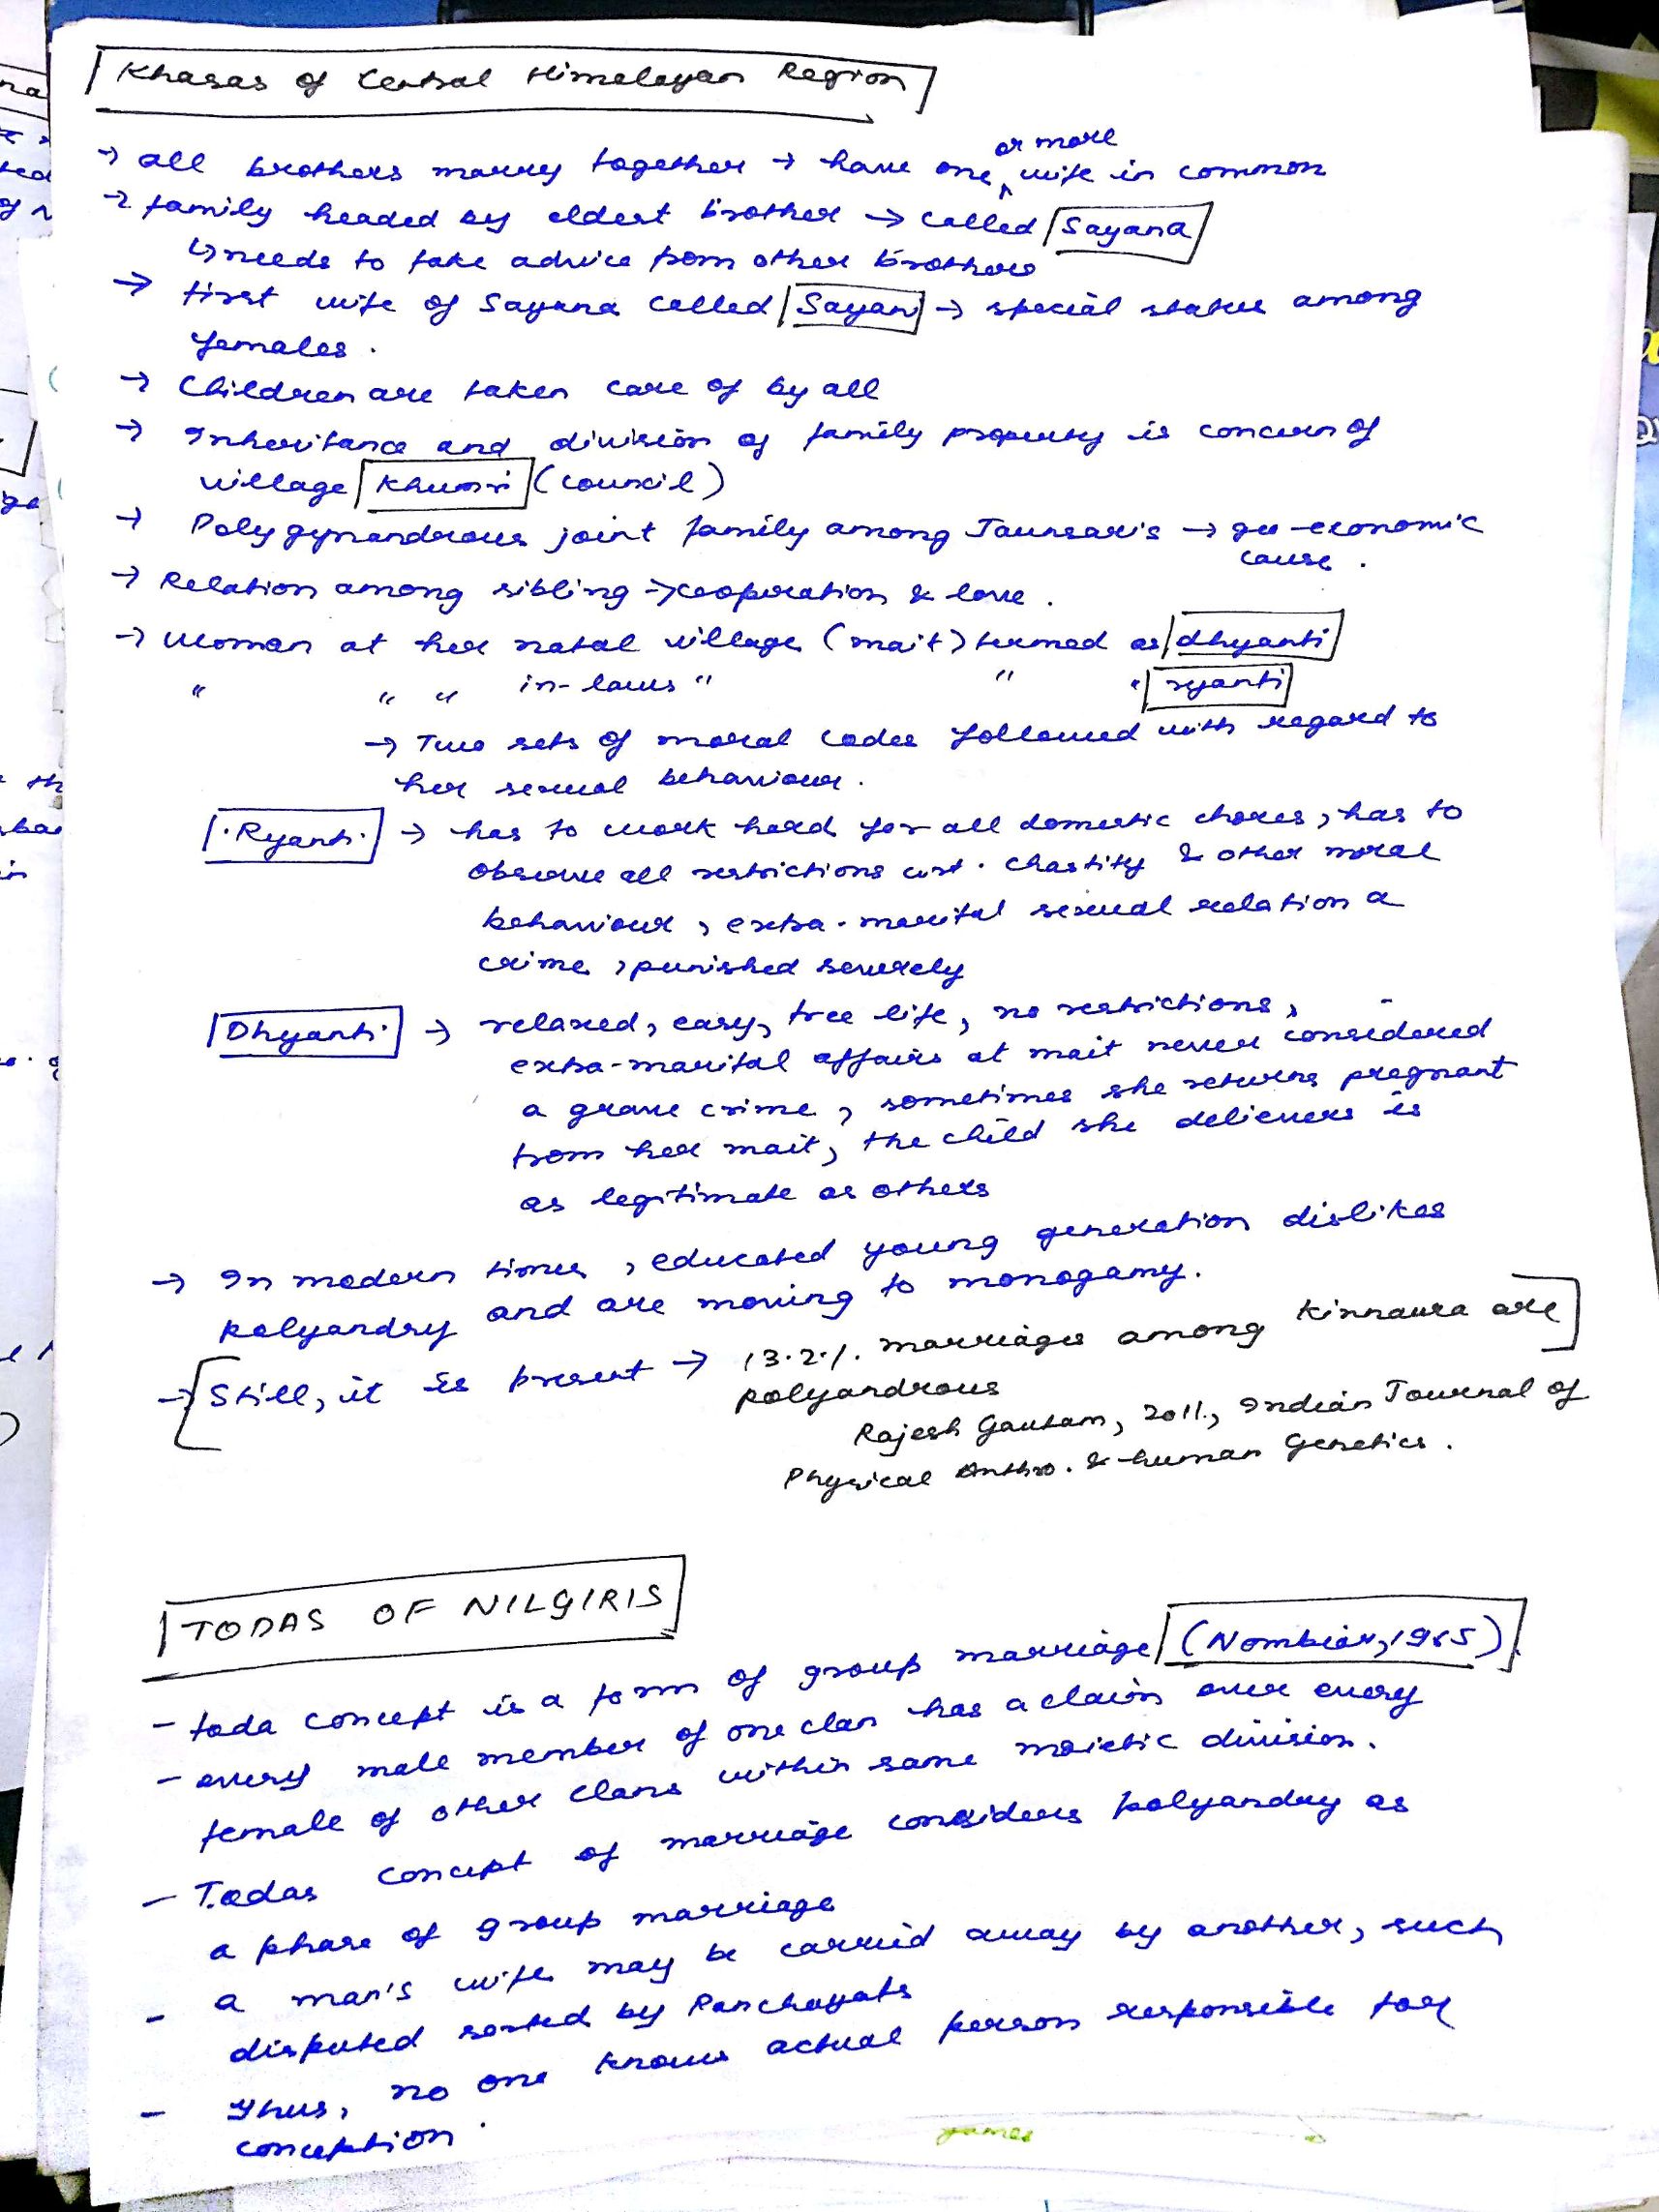 Khasas of Central Himalayan Region
→ all brothers marry together → have one or more wife in common
→ family headed by eldest brother → called Sayana
↳ needs to take advice from other brothers
→ first wife of Sayana called Sayani → special status among
females.
→ Children are taken care of by all
→ Inheritance and division of family property is concern of
village Khumri (council)
→ Polygynandrous joint family among Jaunsaris → geo-economic
cause.
→ Relation among sibling → cooperation & love.
→ Woman at her natal village (mait) termed as dhyanti
" " " in-laws " " " ryanti
→ Two sets of moral codes followed with regard to
her sexual behaviour.
Ryanti → has to work hard for all domestic chores, has to
observe all restrictions wrt. chastity & other moral
behaviour, extra-marital sexual relation a
crime, punished severely
Dhyanti → relaxed, easy, free life, no restrictions,
extra-marital affairs at mait never considered
a grave crime, sometimes she returns pregnant
from her mait, the child she delievers is
as legitimate as others
→ In modern times, educated young generation dislikes
polyandry and are moving to monogamy.
→ [Still, it is present → 13.2%. marriages among Kinnaura are]
polyandrous
Rajesh Gautam, 2011, Indian Journal of
Physical Anthro. & Human Genetics.
TODAS OF NILGIRIS
- toda concept is a form of group marriage (Nambiar, 1965).
- every male member of one clan has a claim over every
female of other clans within same moietic division.
- Todas concept of marriage considers polyandry as
a phase of group marriage
- a man's wife may be carried away by another, such
disputed sorted by Panchayats
- Thus, no one knows actual person responsible for
conception.
games